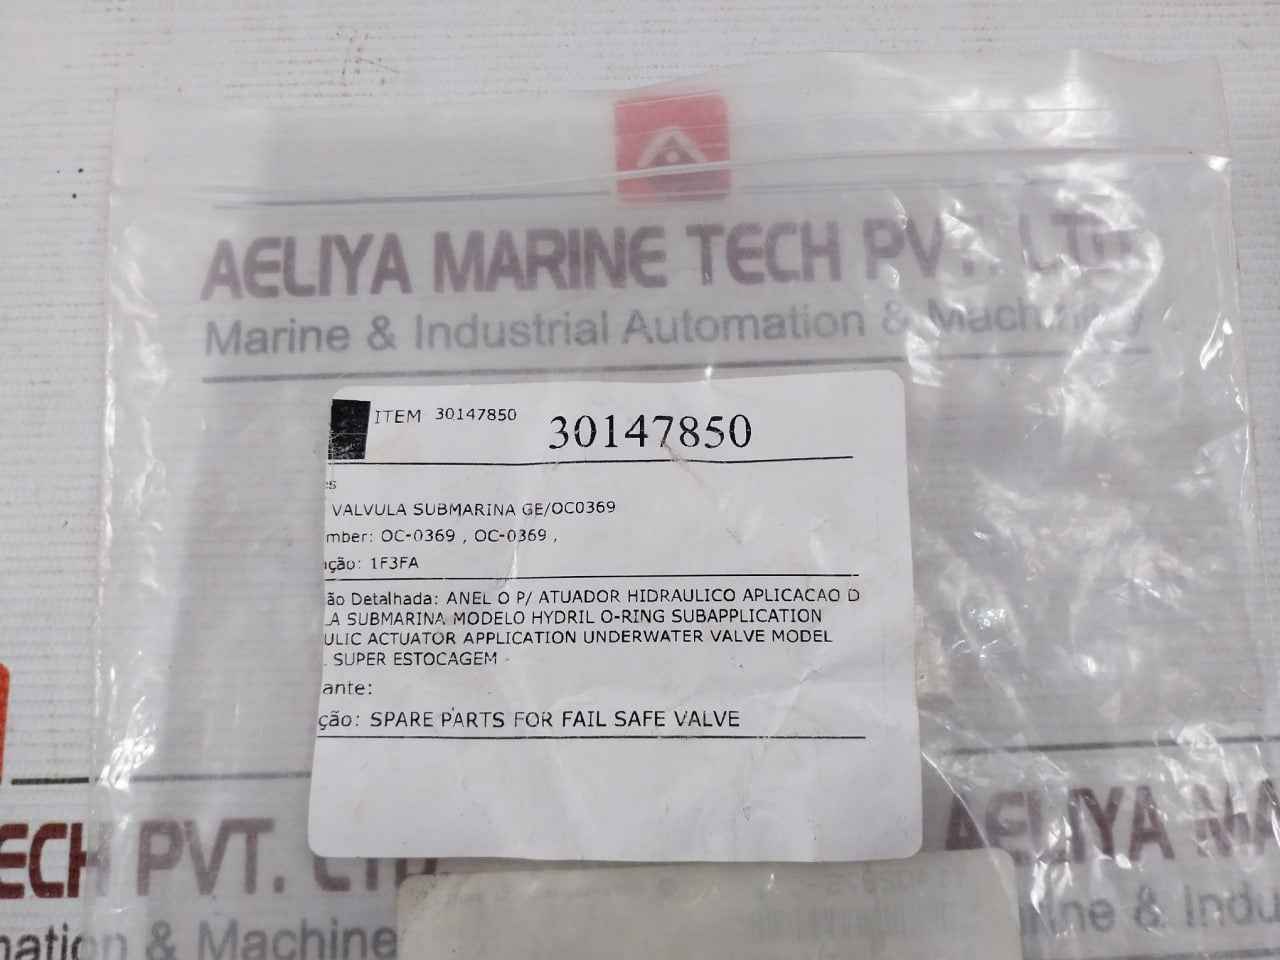 AELIYA MARINE TECH PVT. LTD.
Marine & Industrial Automation & Machinery
ITEM 30147850 30147850
es
VALVULA SUBMARINA GE/OC0369
mber: OC-0369 , OC-0369 ,
ação: 1F3FA
ão Detalhada: ANEL O P/ ATUADOR HIDRAULICO APLICACAO D
LA SUBMARINA MODELO HYDRIL O-RING SUBAPPLICATION
ULIC ACTUATOR APPLICATION UNDERWATER VALVE MODEL
. SUPER ESTOCAGEM -
ante:
ção: SPARE PARTS FOR FAIL SAFE VALVE
ECH PVT. LTD.
AELIYA MA
mation & Machine
ine & Indu